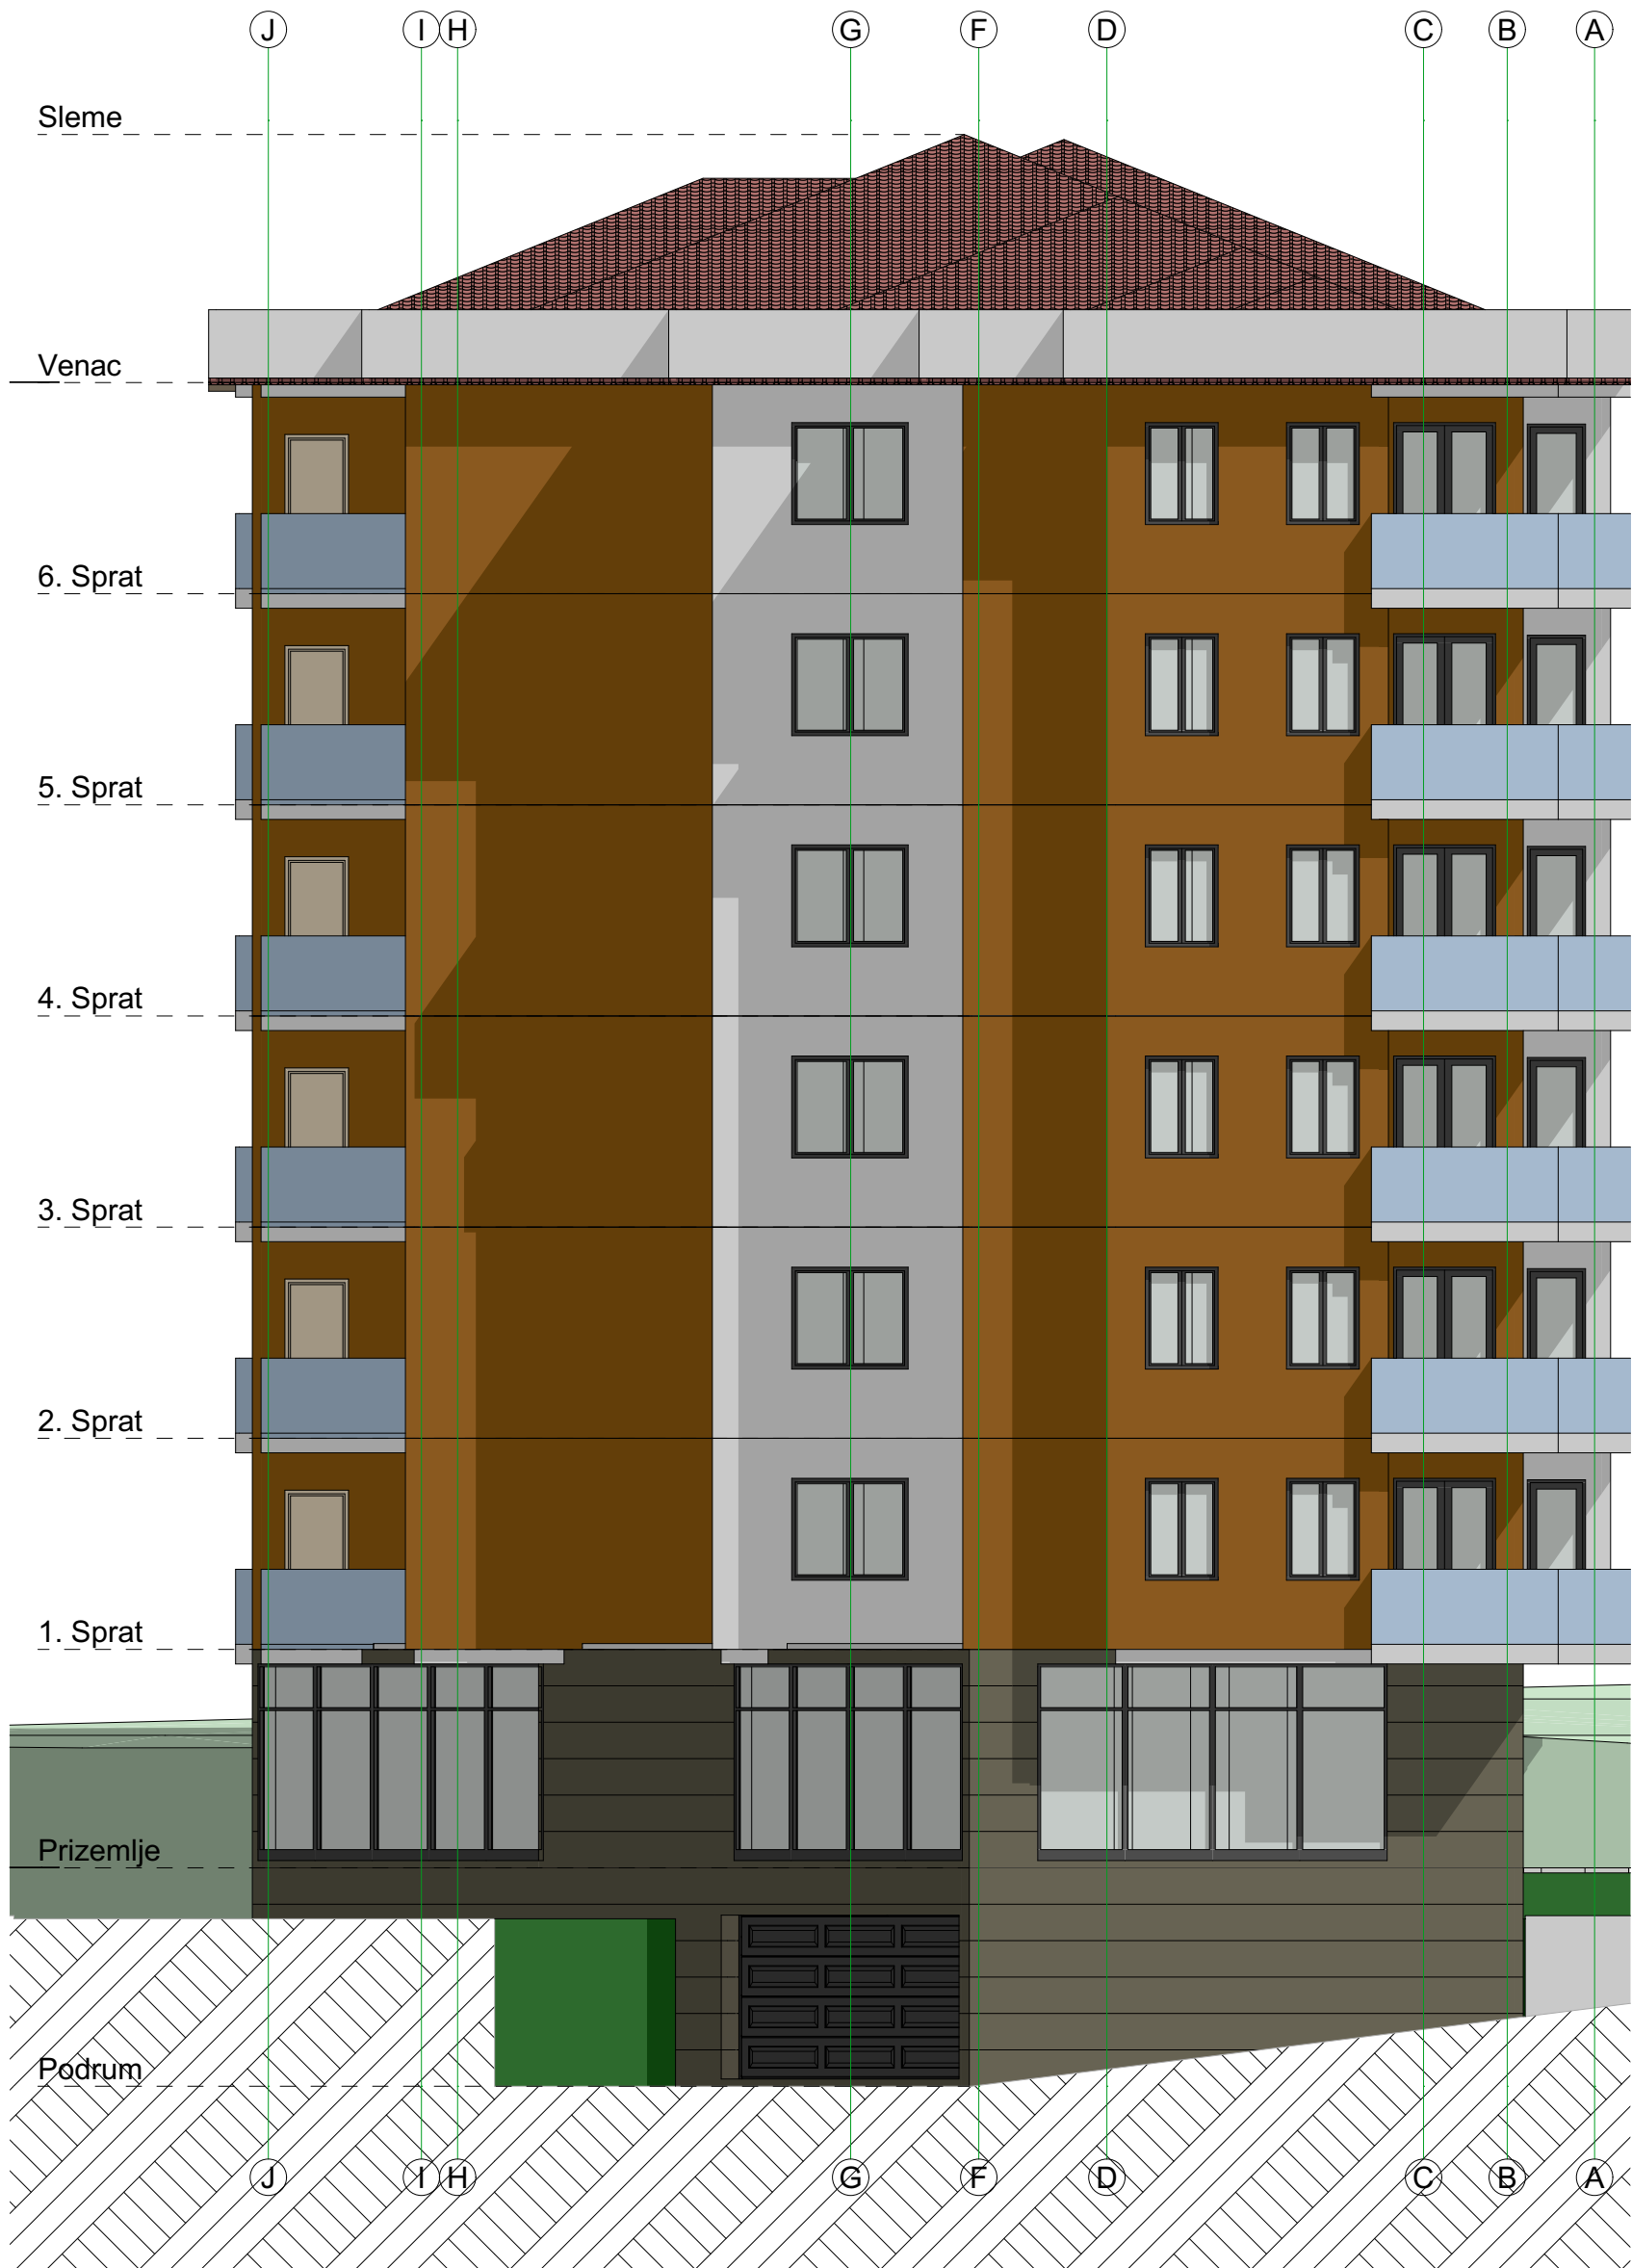 J I H G F D C B A
Sleme
Venac
6. Sprat
5. Sprat
4. Sprat
3. Sprat
2. Sprat
1. Sprat
Prizemlje
Podrum
J I H G F D C B A